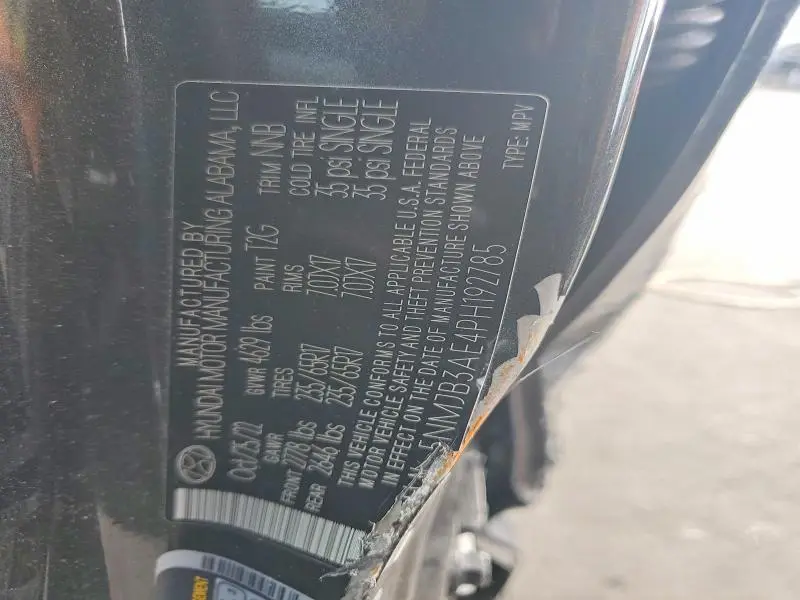 MANUFACTURED BY
HYUNDAI MOTOR MANUFACTURING ALABAMA, LLC
Oct/25/22 GVWR 4629 lbs PAINT T2G TRIM NNB
GAWR TIRES RIMS COLD TIRE INFL
FRONT 2778 lbs 235/65R17 7.0JX17 35 psi SINGLE
REAR 2646 lbs 235/65R17 7.0JX17 35 psi SINGLE
THIS VEHICLE CONFORMS TO ALL APPLICABLE U.S.A. FEDERAL
MOTOR VEHICLE SAFETY AND THEFT PREVENTION STANDARDS
IN EFFECT ON THE DATE OF MANUFACTURE SHOWN ABOVE
5NMJB3AE4PH192785
TYPE: MPV